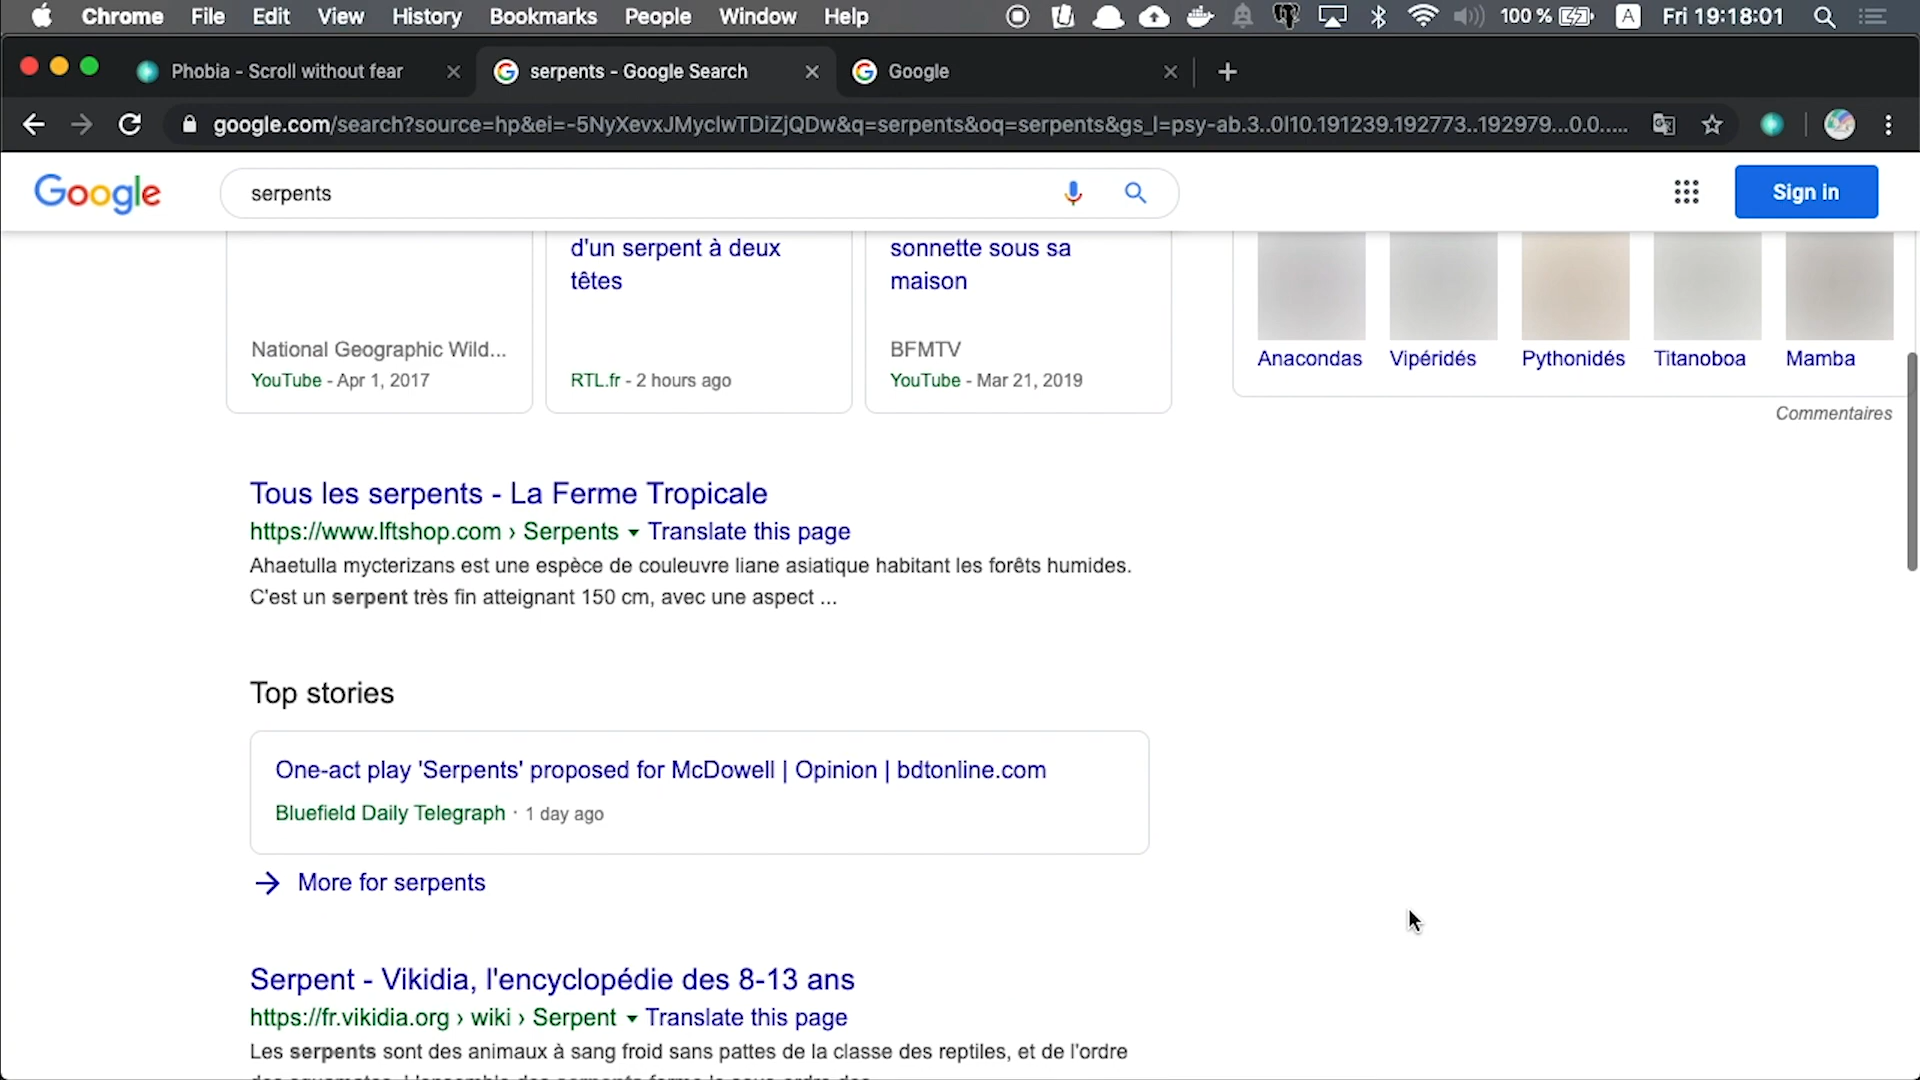 Chrome File Edit View History Bookmarks People Window Help 100 % A Fri 19:18:01
Phobia - Scroll without fear serpents - Google Search Google
google.com/search?source=hp&ei=-5NyXevxJMyclwTDiZjQDw&q=serpents&oq=serpents&gs_l=psy-ab.3..0l10.191239.192773..192979...0.0.....
Google serpents Sign in
d'un serpent à deux
têtes
sonnette sous sa
maison
National Geographic Wild...
YouTube - Apr 1, 2017
RTL.fr - 2 hours ago
BFMTV
YouTube - Mar 21, 2019
Anacondas Vipéridés Pythonidés Titanoboa Mamba
Commentaires
Tous les serpents - La Ferme Tropicale
https://www.lftshop.com › Serpents Translate this page
Ahaetulla mycterizans est une espèce de couleuvre liane asiatique habitant les forêts humides.
C'est un serpent très fin atteignant 150 cm, avec une aspect ...
Top stories
One-act play 'Serpents' proposed for McDowell | Opinion | bdtonline.com
Bluefield Daily Telegraph · 1 day ago
More for serpents
Serpent - Vikidia, l'encyclopédie des 8-13 ans
https://fr.vikidia.org › wiki › Serpent Translate this page
Les serpents sont des animaux à sang froid sans pattes de la classe des reptiles, et de l'ordre